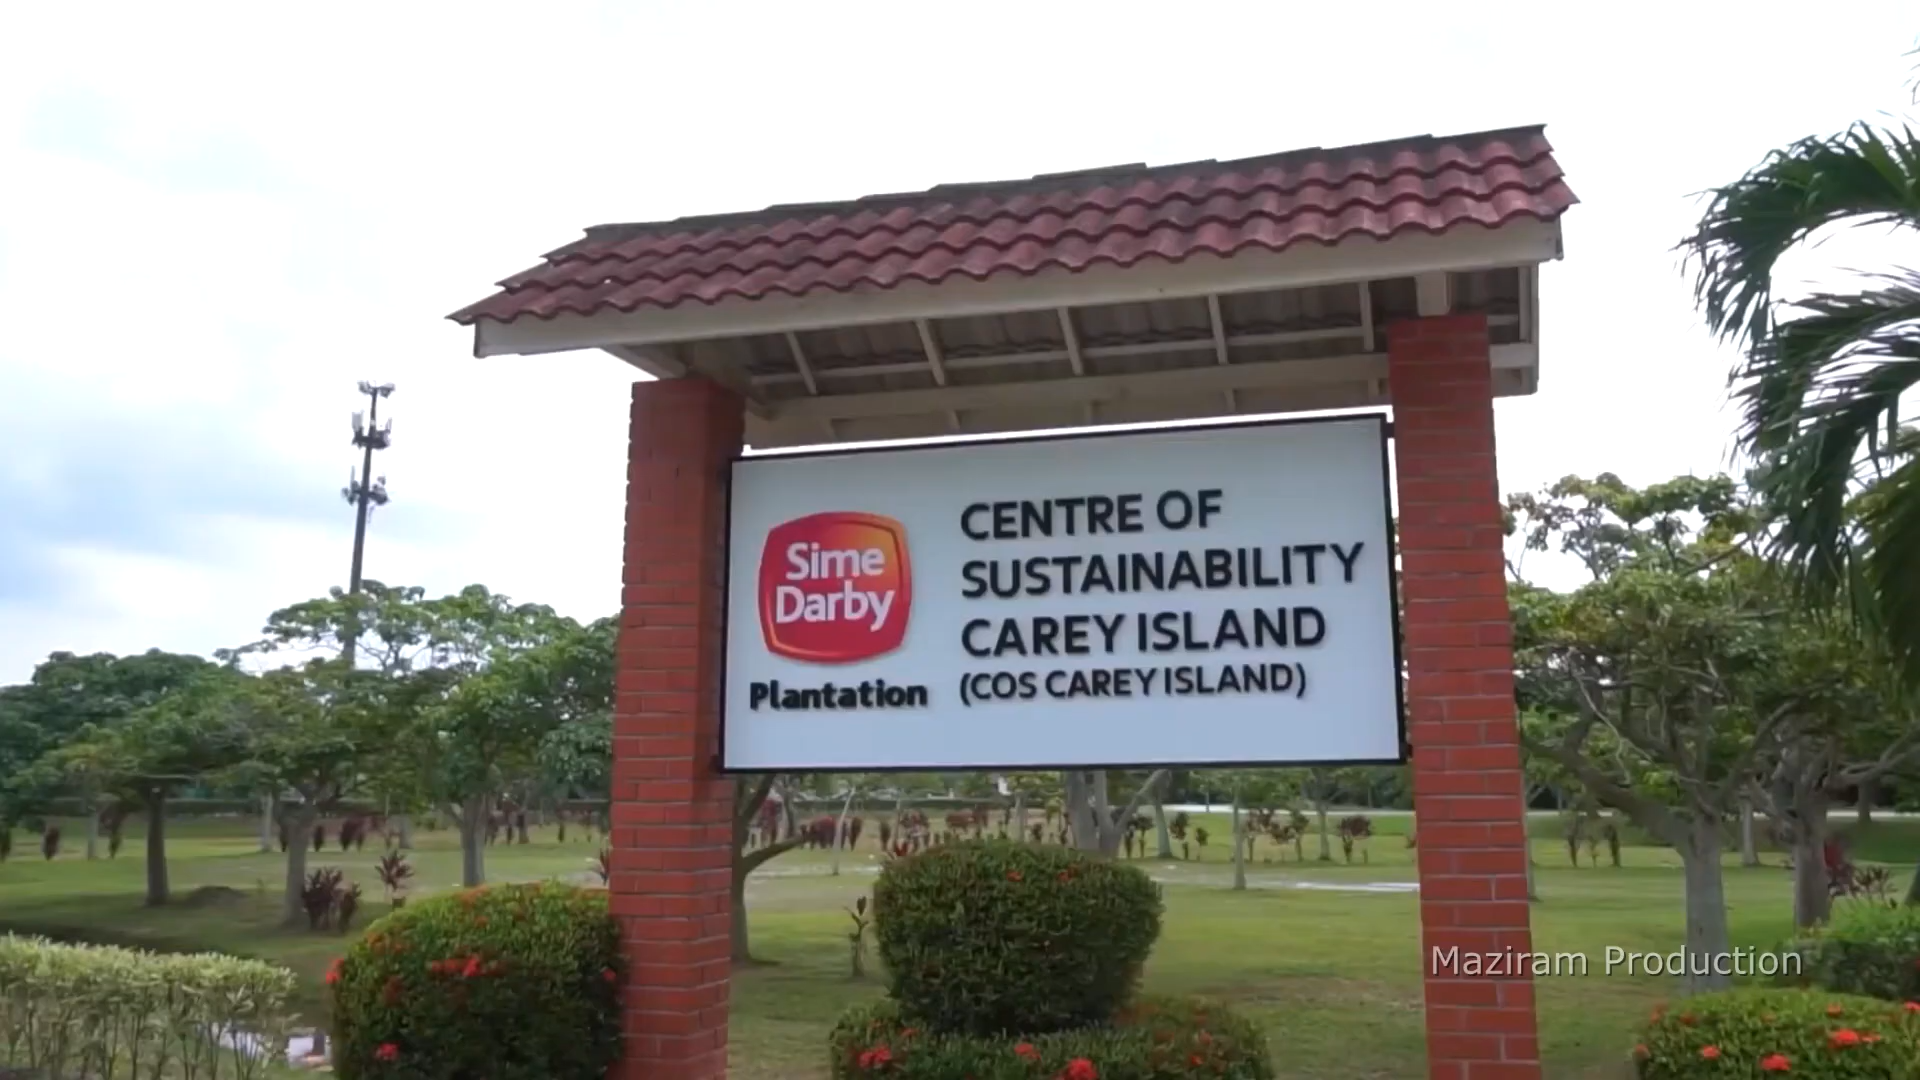 Sime
Darby
Plantation
CENTRE OF
SUSTAINABILITY
CAREY ISLAND
(COS CAREY ISLAND)
Maziram Production